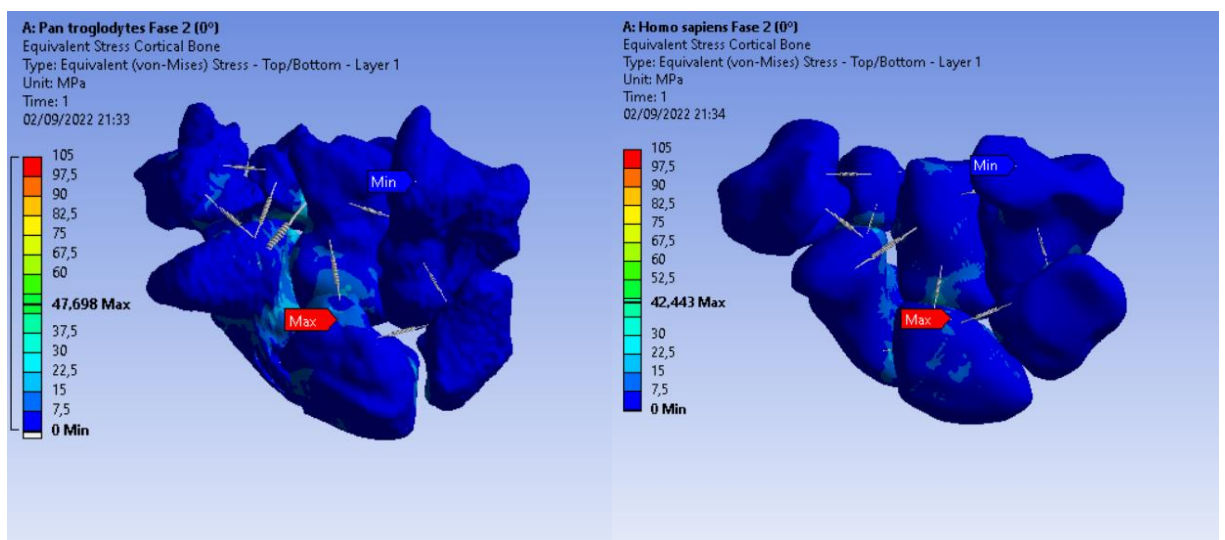 A: Pan troglodytes Fase 2 (0°)
Equivalent Stress Cortical Bone
Type: Equivalent (von-Mises) Stress - Top/Bottom - Layer 1
Unit: MPa
Time: 1
02/09/2022 21:33
105
97,5
90
82,5
75
67,5
60
47,698 Max
37,5
30
22,5
15
7,5
0 Min
Min
Max
A: Homo sapiens Fase 2 (0°)
Equivalent Stress Cortical Bone
Type: Equivalent (von-Mises) Stress - Top/Bottom - Layer 1
Unit: MPa
Time: 1
02/09/2022 21:34
105
97,5
90
82,5
75
67,5
60
52,5
42,443 Max
30
22,5
15
7,5
0 Min
Min
Max